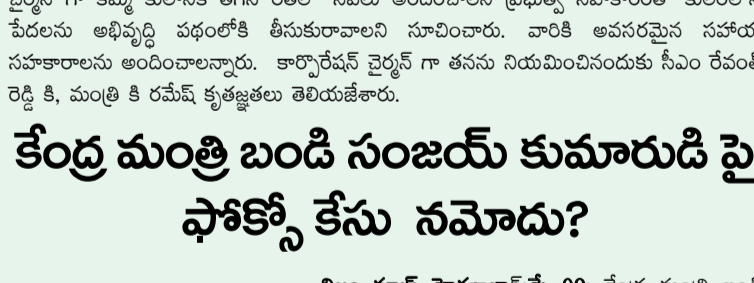 పేదలను అభివృద్ధి పథంలోకి తీసుకురావాలని సూచించారు. వారికి అవసరమైన సహాయ
సహకారాలను అందించాలన్నారు. కార్పొరేషన్ చైర్మన్ గా తనను నియమించినందుకు సీఎం రేవంత్
రెడ్డి కి, మంత్రి కి రమేష్ కృతజ్ఞతలు తెలియజేశారు.
కేంద్ర మంత్రి బండి సంజయ్ కుమారుడి పై
ఫోక్సో కేసు నమోదు?